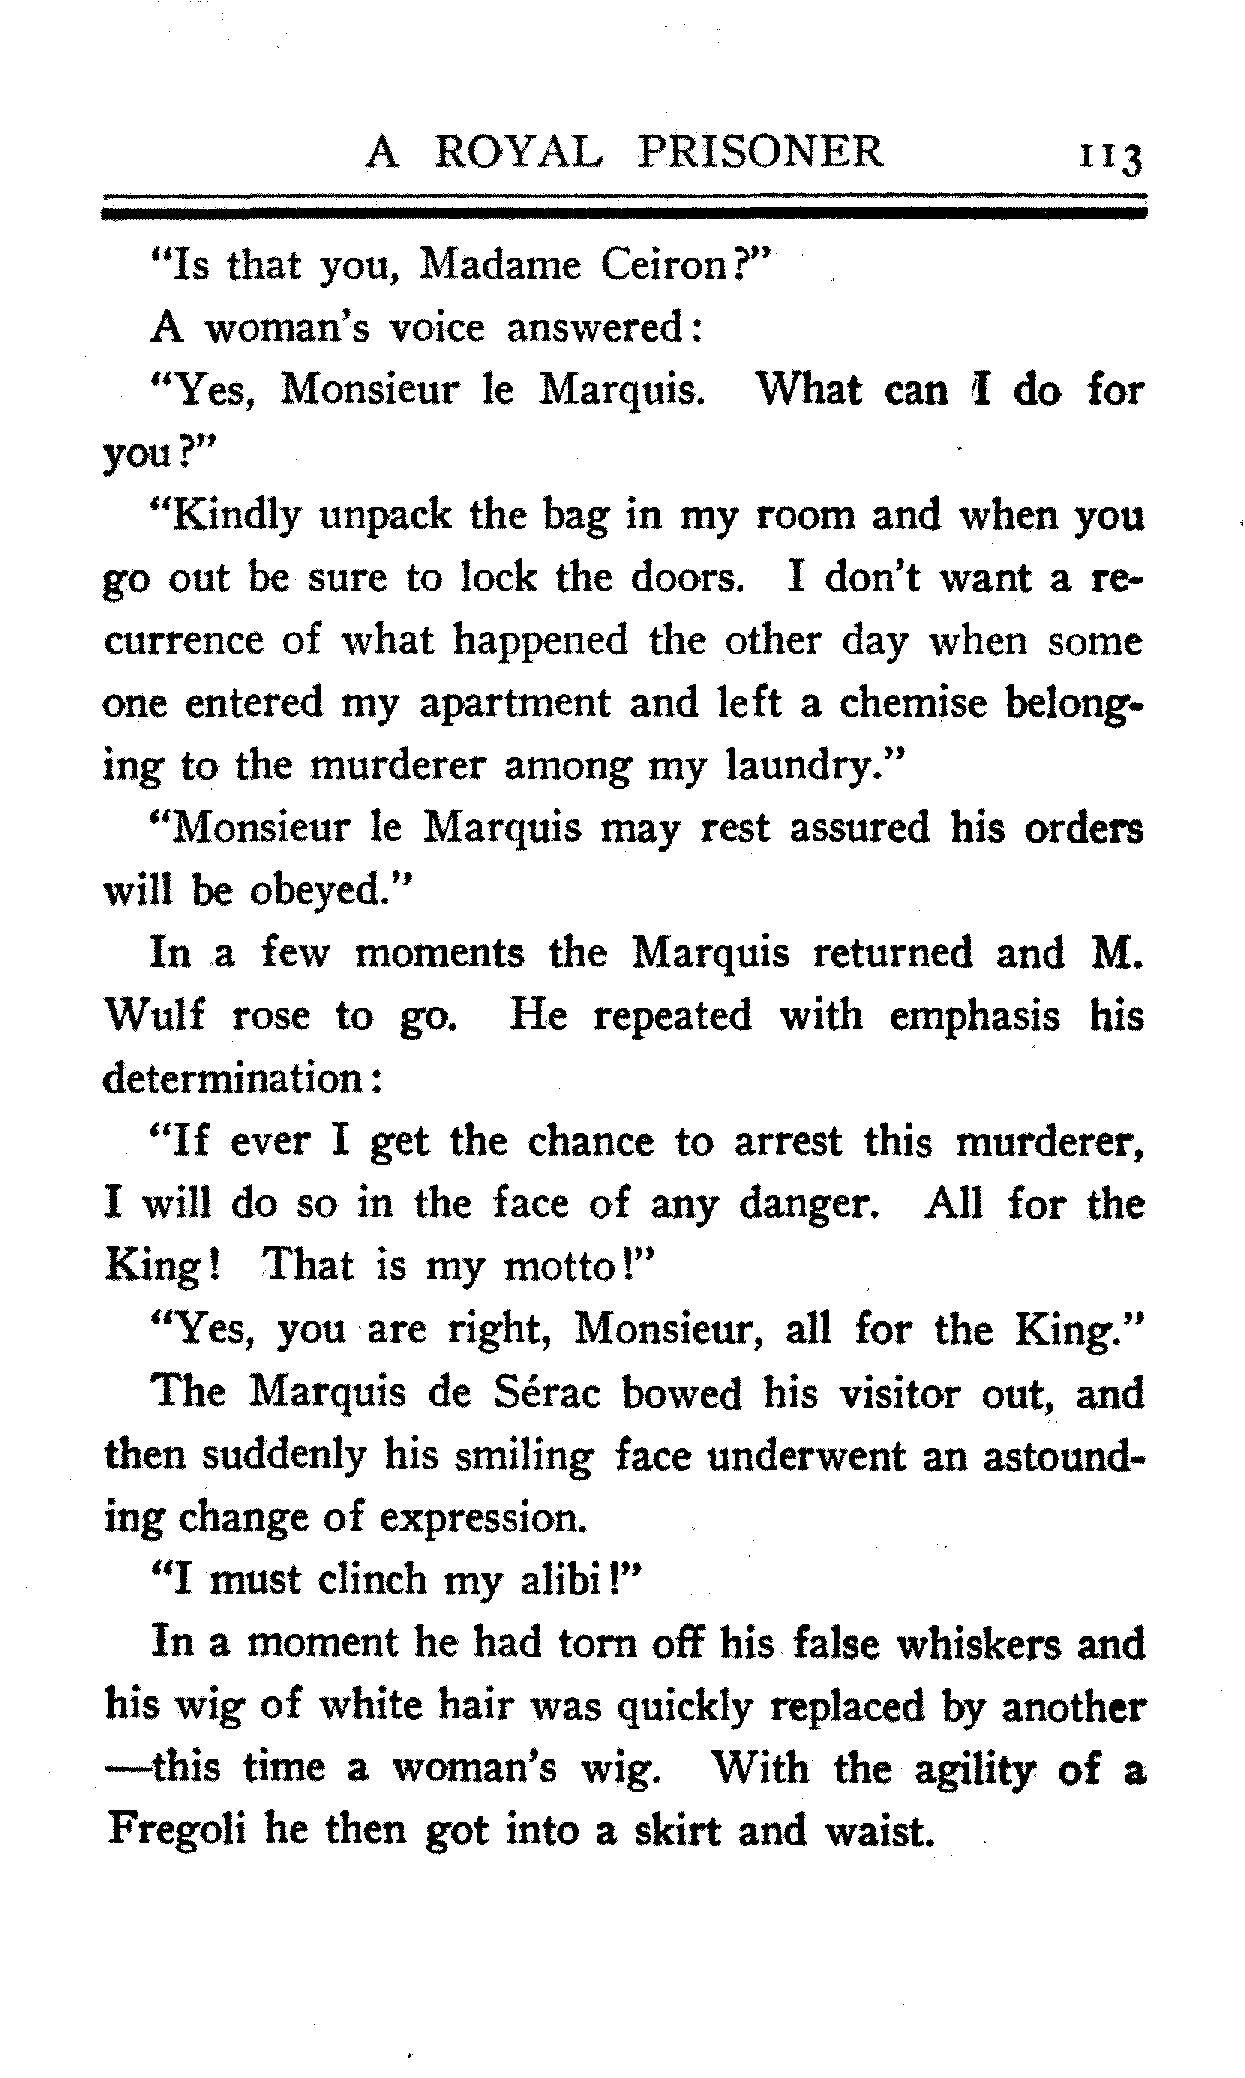 A ROYAL PRISONER 113
"Is that you, Madame Ceiron?"
A woman's voice answered:
"Yes, Monsieur le Marquis. What can I do for
you?"
"Kindly unpack the bag in my room and when you
go out be sure to lock the doors. I don't want a re-
currence of what happened the other day when some
one entered my apartment and left a chemise belong-
ing to the murderer among my laundry."
"Monsieur le Marquis may rest assured his orders
will be obeyed."
In a few moments the Marquis returned and M.
Wulf rose to go. He repeated with emphasis his
determination:
"If ever I get the chance to arrest this murderer,
I will do so in the face of any danger. All for the
King! That is my motto!"
"Yes, you are right, Monsieur, all for the King."
The Marquis de Sérac bowed his visitor out, and
then suddenly his smiling face underwent an astound-
ing change of expression.
"I must clinch my alibi!"
In a moment he had torn off his false whiskers and
his wig of white hair was quickly replaced by another
—this time a woman's wig. With the agility of a
Fregoli he then got into a skirt and waist.